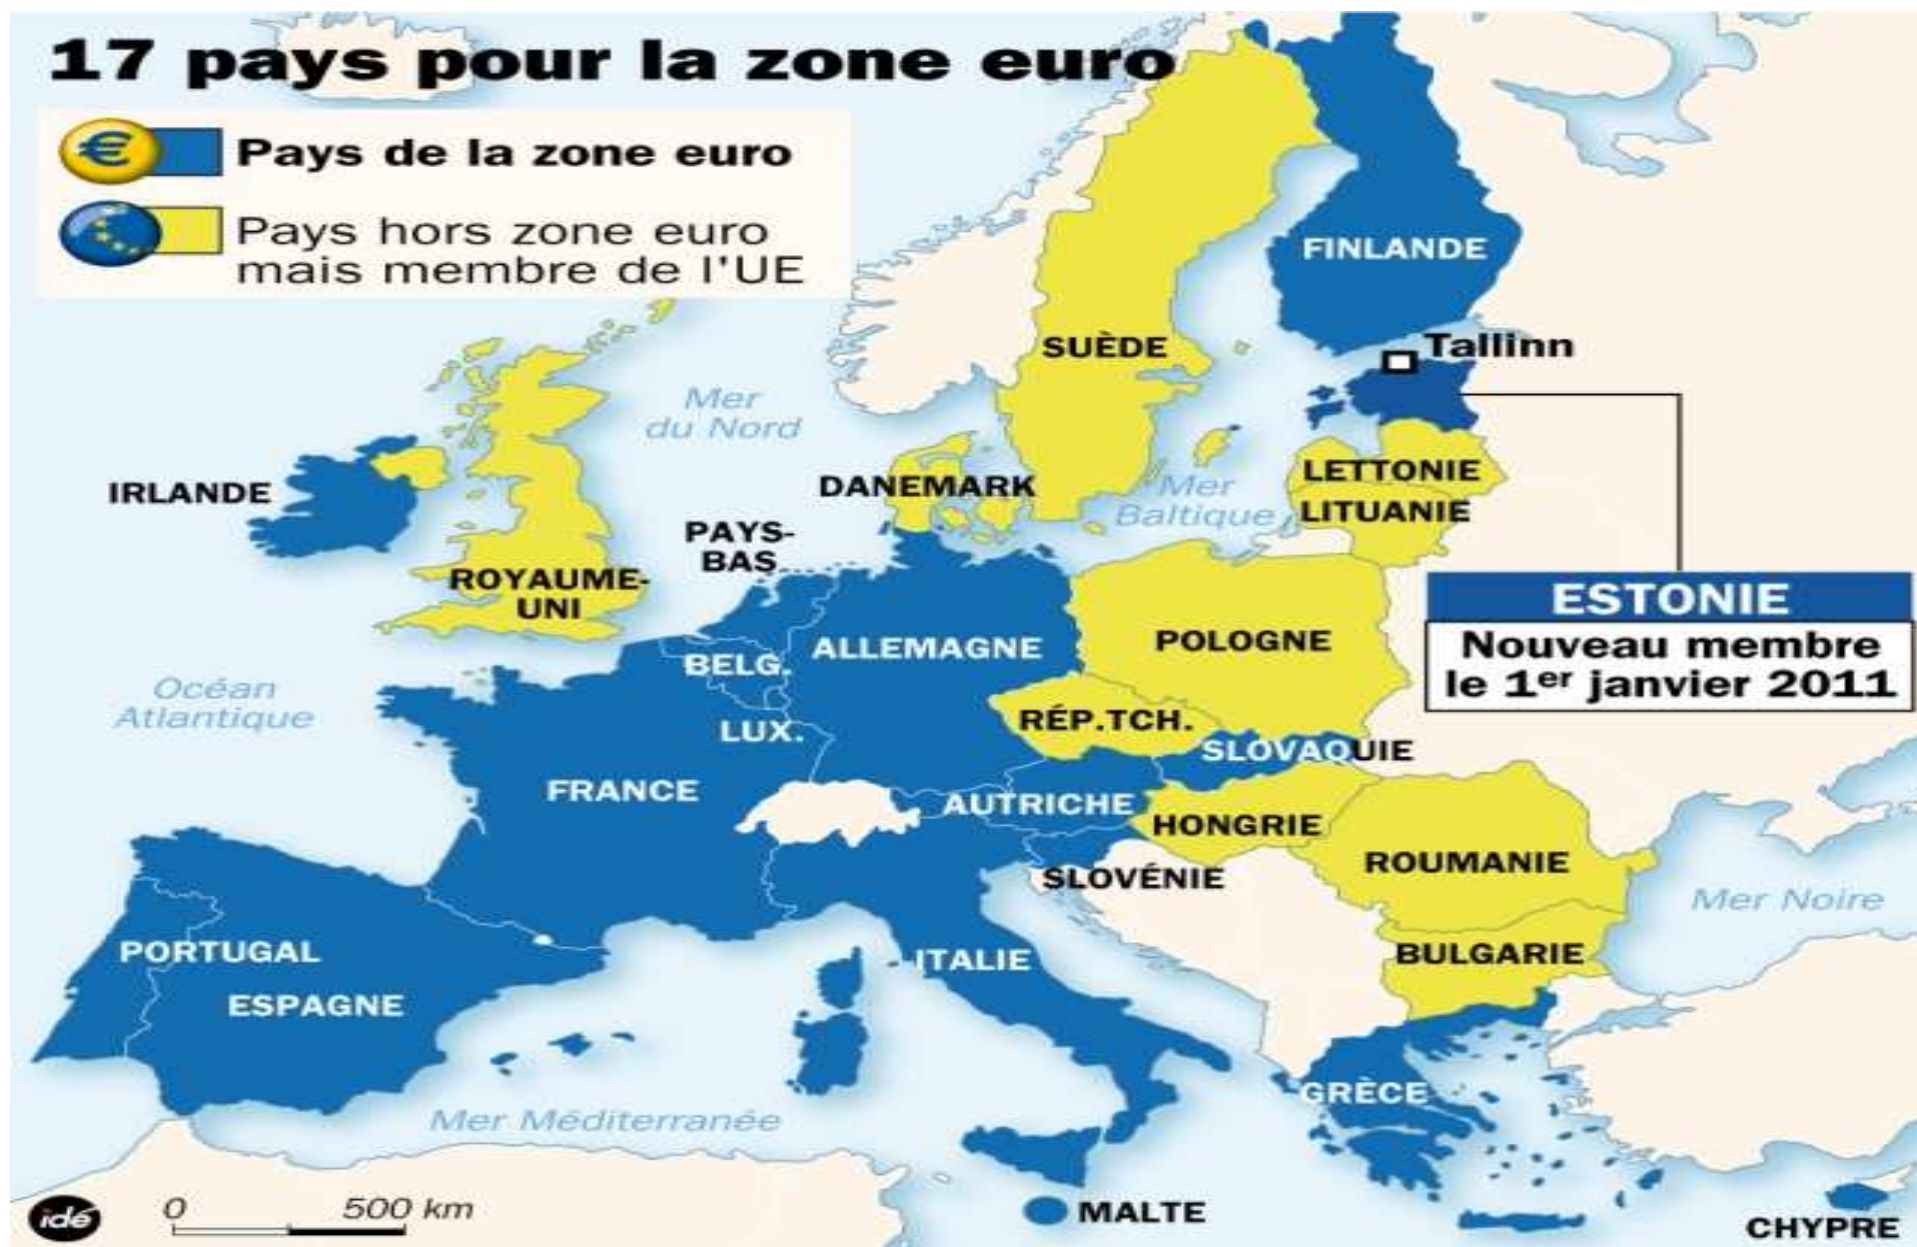 17 pays pour la zone euro
€ Pays de la zone euro
Pays hors zone euro
mais membre de l'UE
FINLANDE
SUÈDE
Tallinn
Mer
du Nord
IRLANDE
DANEMARK
Mer
Baltique
LETTONIE
LITUANIE
PAYS-
BAS
ROYAUME-
UNI
ESTONIE
Nouveau membre
le 1er janvier 2011
BELG.
ALLEMAGNE
POLOGNE
Océan
Atlantique
LUX.
RÉP.TCH.
SLOVAQUIE
FRANCE
AUTRICHE
HONGRIE
SLOVÉNIE
ROUMANIE
Mer Noire
PORTUGAL
ITALIE
BULGARIE
ESPAGNE
GRÈCE
Mer Méditerranée
MALTE
CHYPRE
idé
0 500 km